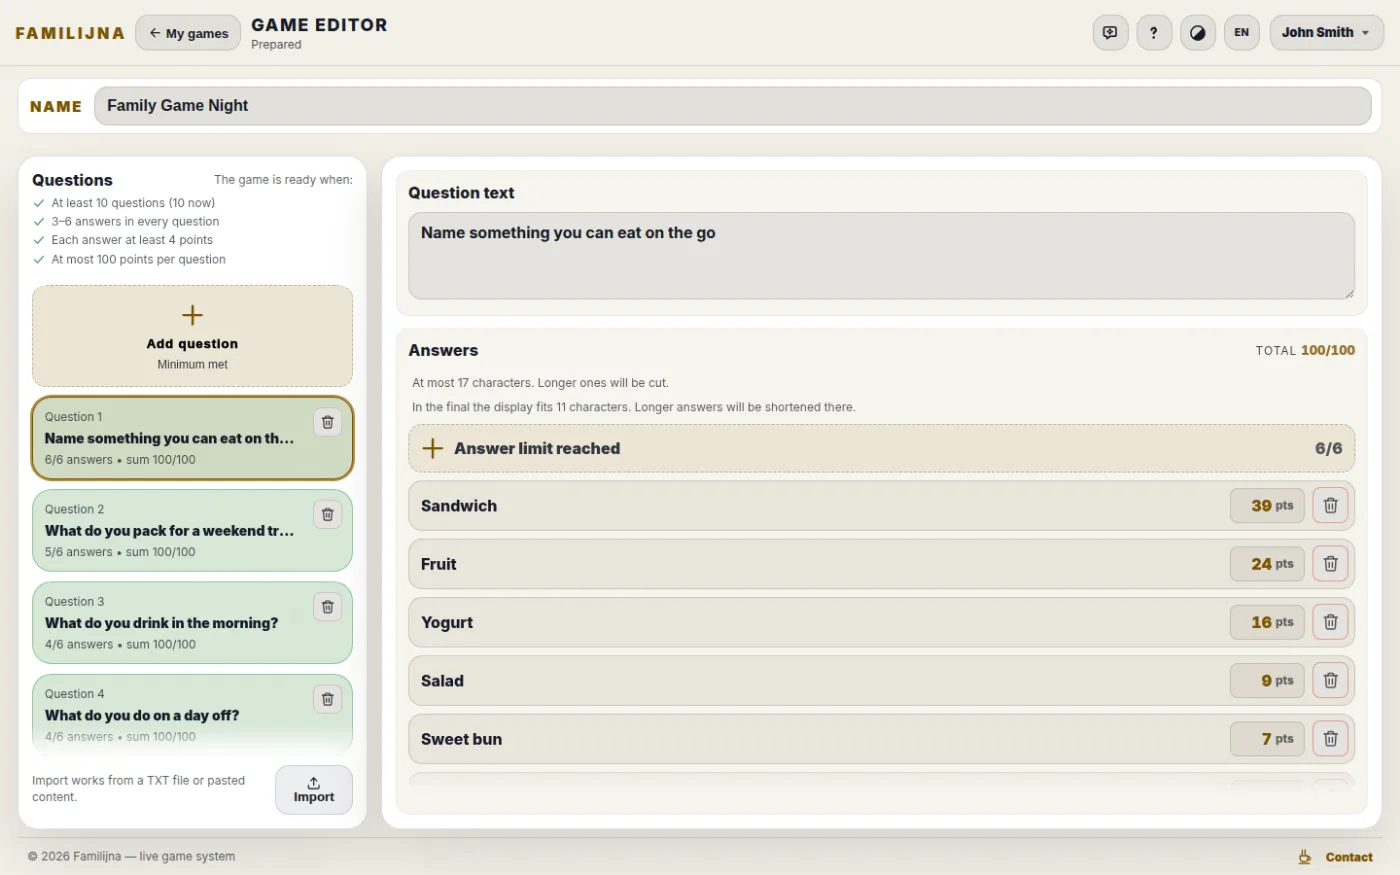 FAMILIJNA
My games
GAME EDITOR
Prepared
?
EN
John Smith
NAME
Family Game Night
Questions
The game is ready when:
At least 10 questions (10 now)
3–6 answers in every question
Each answer at least 4 points
At most 100 points per question
Add question
Minimum met
Question 1
Name something you can eat on th...
6/6 answers • sum 100/100
Question 2
What do you pack for a weekend tr...
5/6 answers • sum 100/100
Question 3
What do you drink in the morning?
4/6 answers • sum 100/100
Question 4
What do you do on a day off?
4/6 answers • sum 100/100
Import works from a TXT file or pasted
content.
Import
Question text
Name something you can eat on the go
Answers
TOTAL 100/100
At most 17 characters. Longer ones will be cut.
In the final the display fits 11 characters. Longer answers will be shortened there.
Answer limit reached
6/6
Sandwich
39 pts
Fruit
24 pts
Yogurt
16 pts
Salad
9 pts
Sweet bun
7 pts
© 2026 Familijna — live game system
Contact